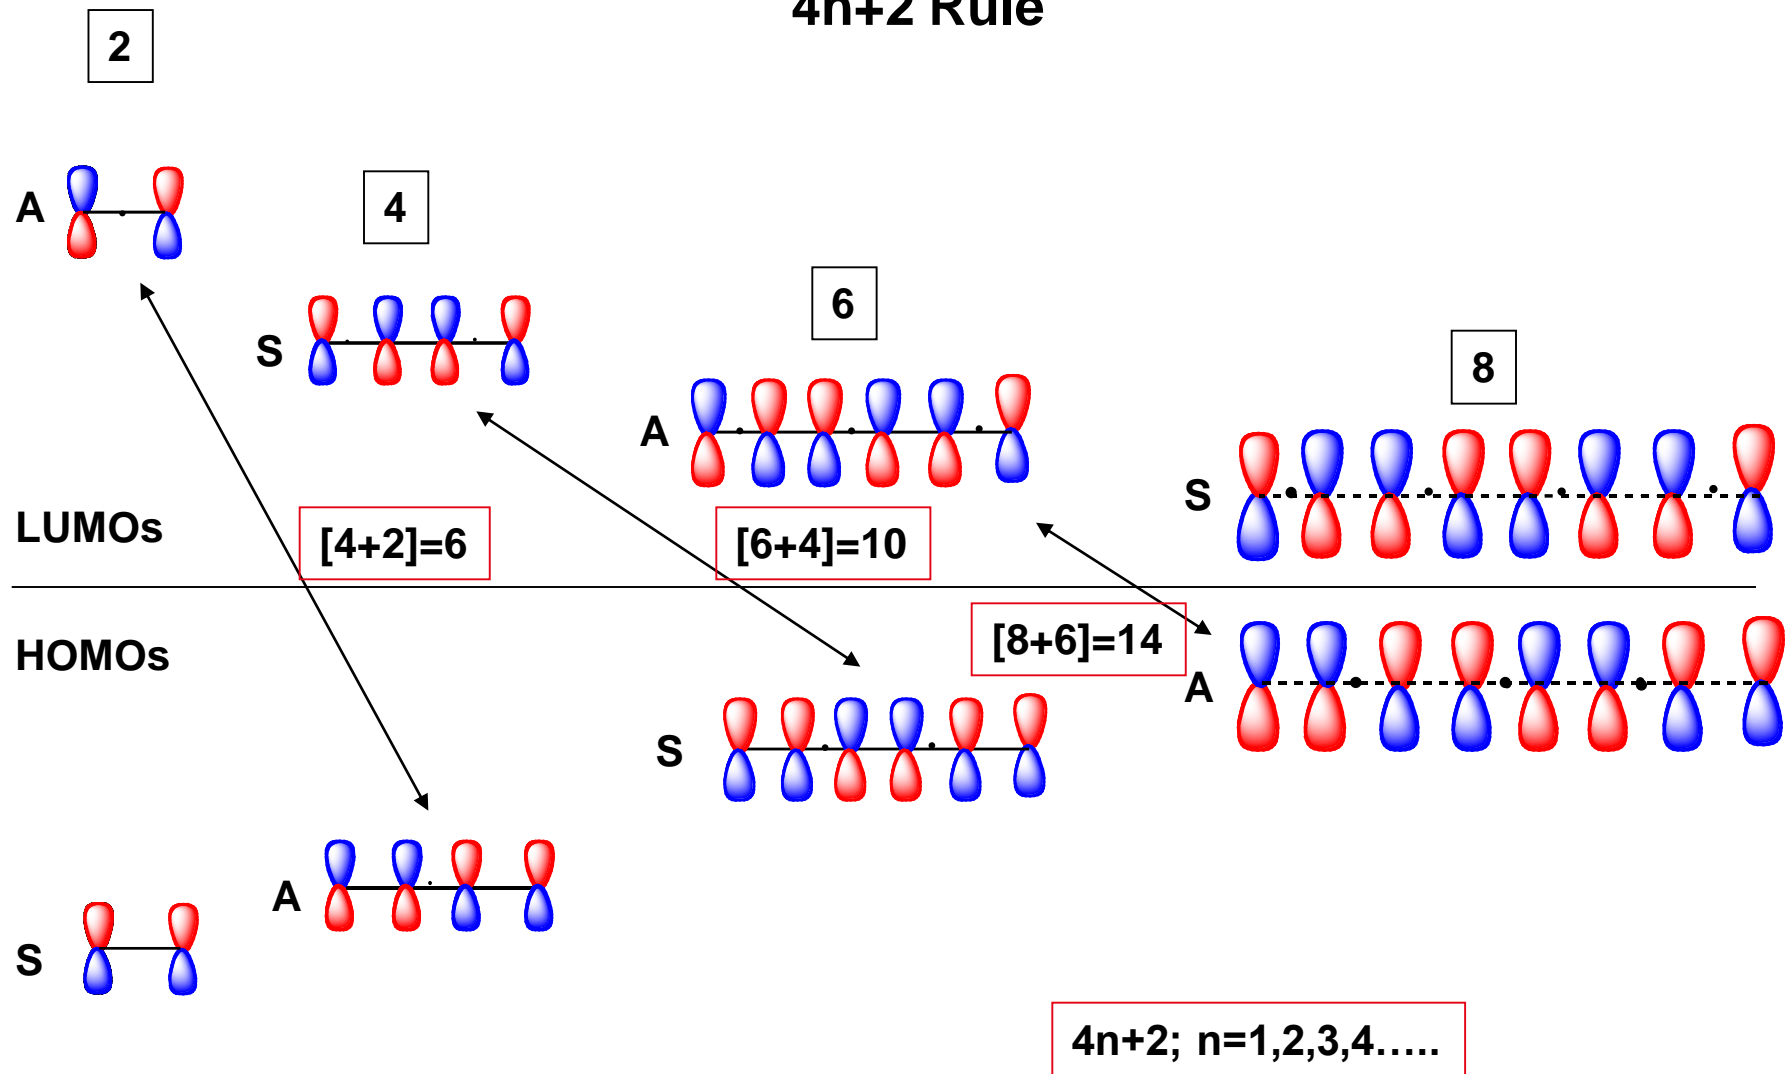 4n+2 Rule
2
4
6
8
A
S
A
S
LUMOs
[4+2]=6
[6+4]=10
HOMOs
[8+6]=14
A
S
A
S
4n+2; n=1,2,3,4.....